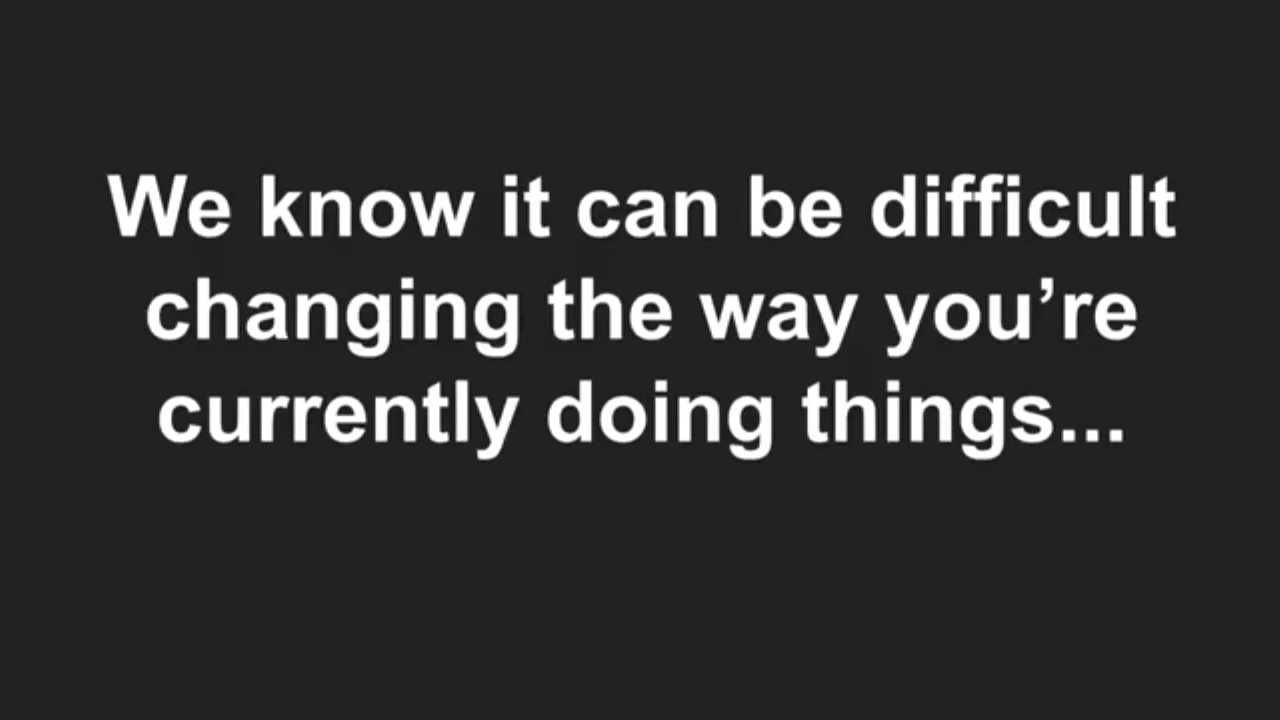 We know it can be difficult
changing the way you’re
currently doing things...